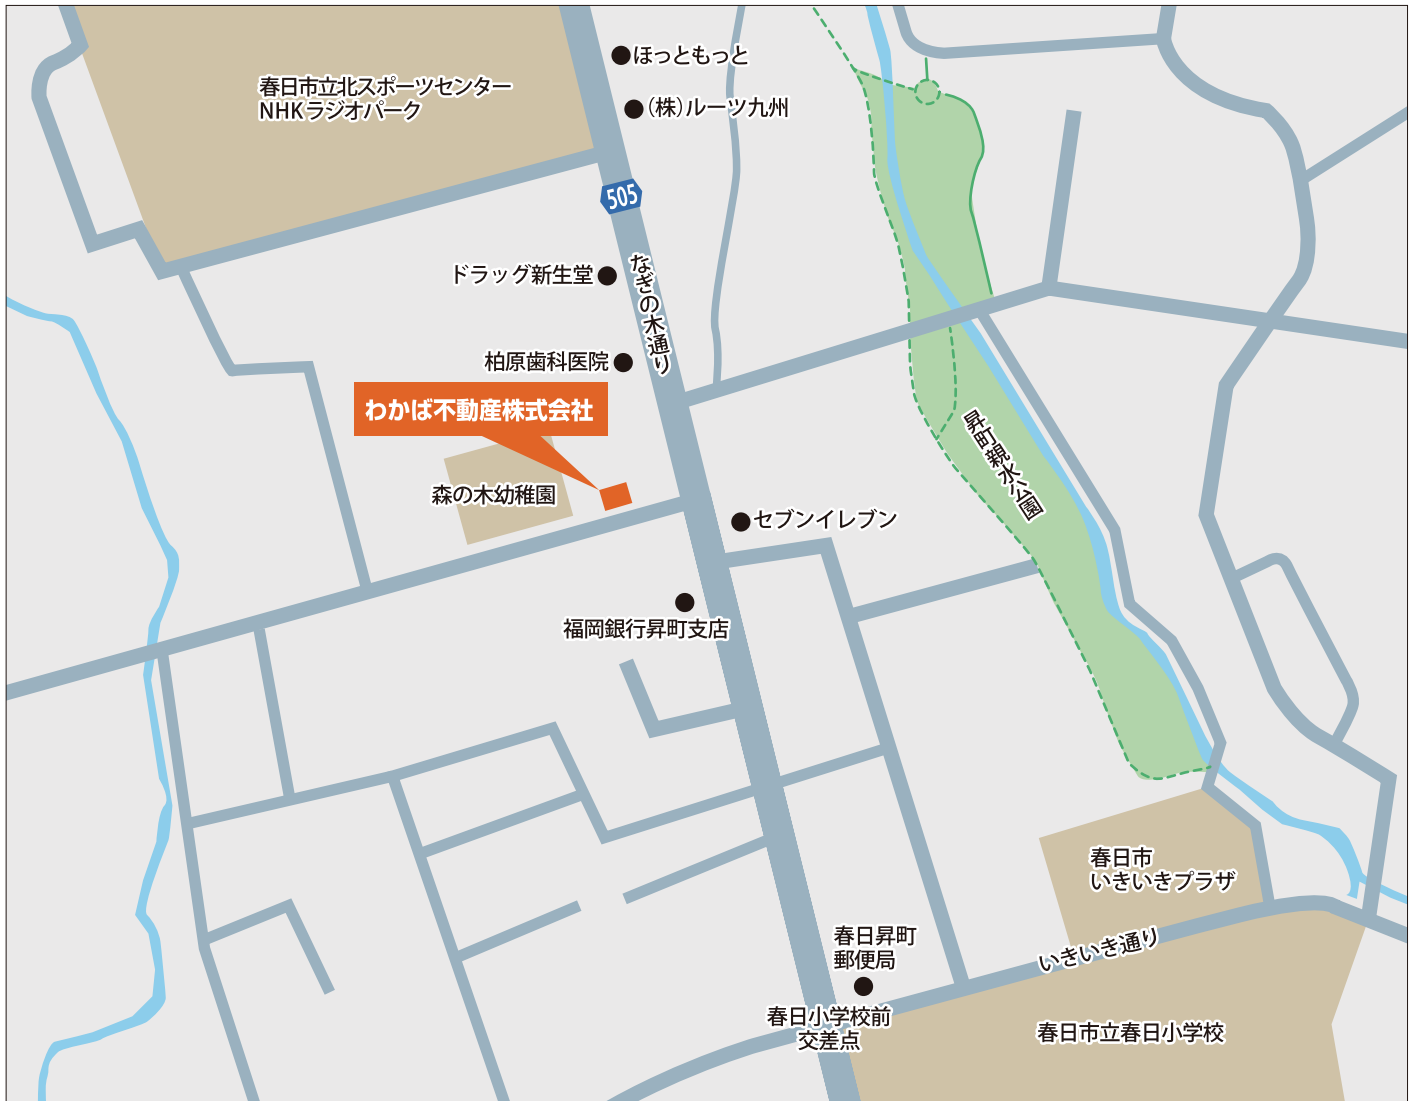 ほっともっと
春日市立北スポーツセンター
NHKラジオパーク
(株)ルーツ九州
505
なぎの木通り
ドラッグ新生堂
柏原歯科医院
わかば不動産株式会社
昇町親水公園
森の木幼稚園
セブンイレブン
福岡銀行昇町支店
春日市
いきいきプラザ
いきいき通り
春日昇町
郵便局
春日小学校前
交差点
春日市立春日小学校